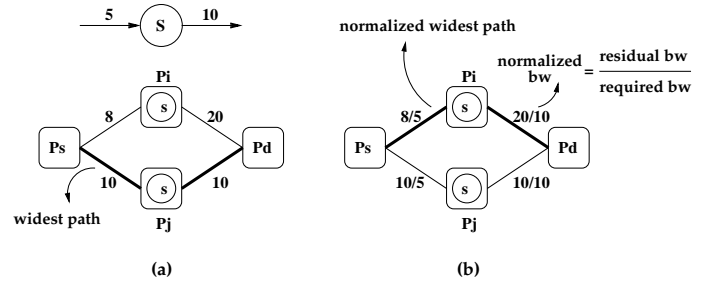 5 S 10
Pi
s
8 20
Ps Pd
10 10
s
Pj
widest path
(a)
normalized widest path
normalized bw = residual bw / required bw
Pi
s
8/5 20/10
Ps Pd
10/5 10/10
s
Pj
(b)